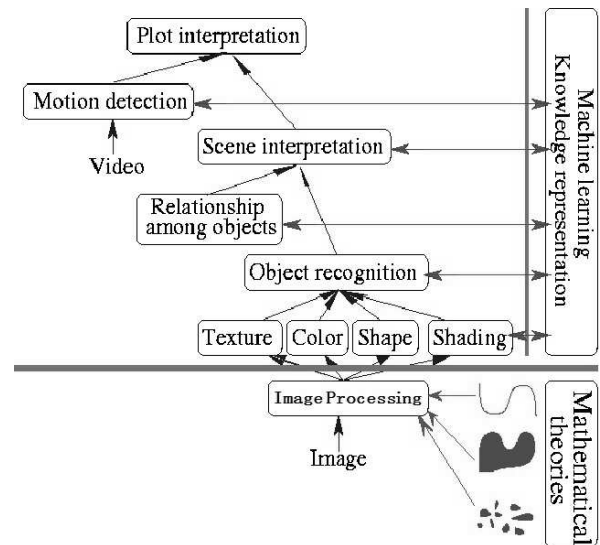 Plot interpretation
Motion detection
Video
Scene interpretation
Relationship
among objects
Object recognition
Texture
Color
Shape
Shading
Image Processing
Image
Machine learning
Knowledge representation
Mathematical
theories